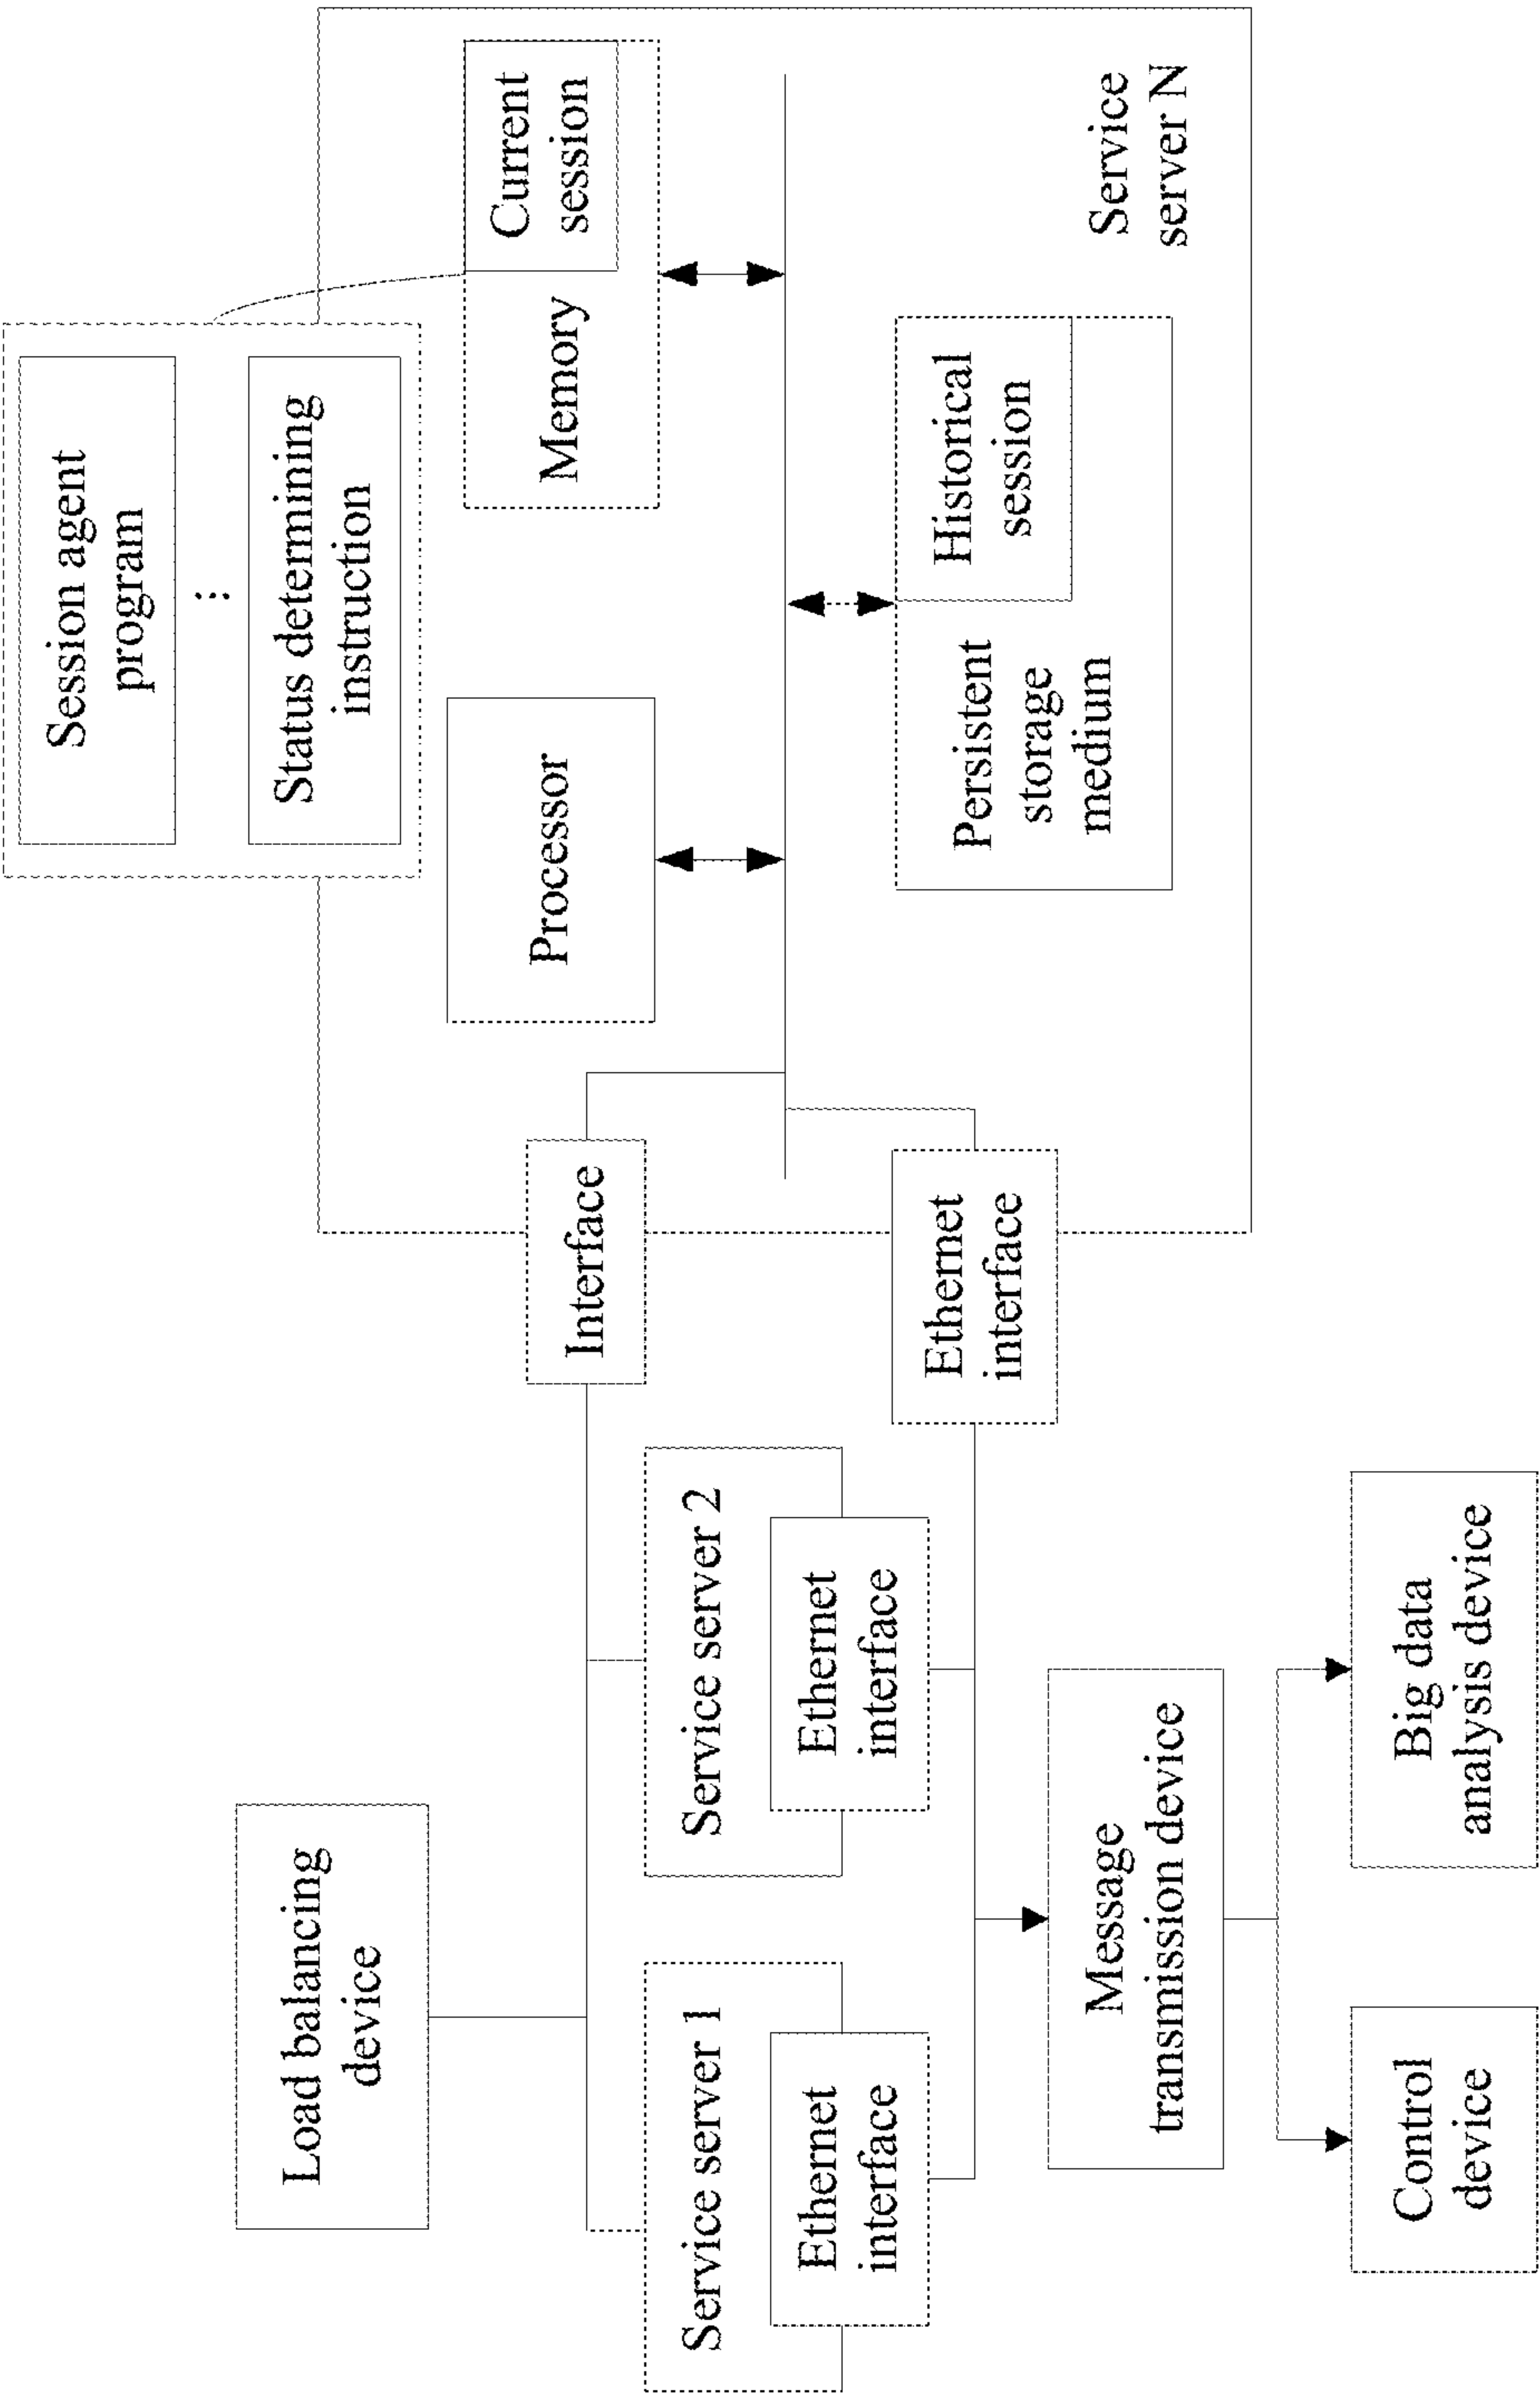 Session agent
program
Status determining
instruction
Load balancing
device
Interface
Processor
Memory
Current
session
Service server 1
Ethernet
interface
Service server 2
Ethernet
interface
Ethernet
interface
Persistent
storage
medium
Historical
session
Service
server N
Message
transmission device
Control
device
Big data
analysis device